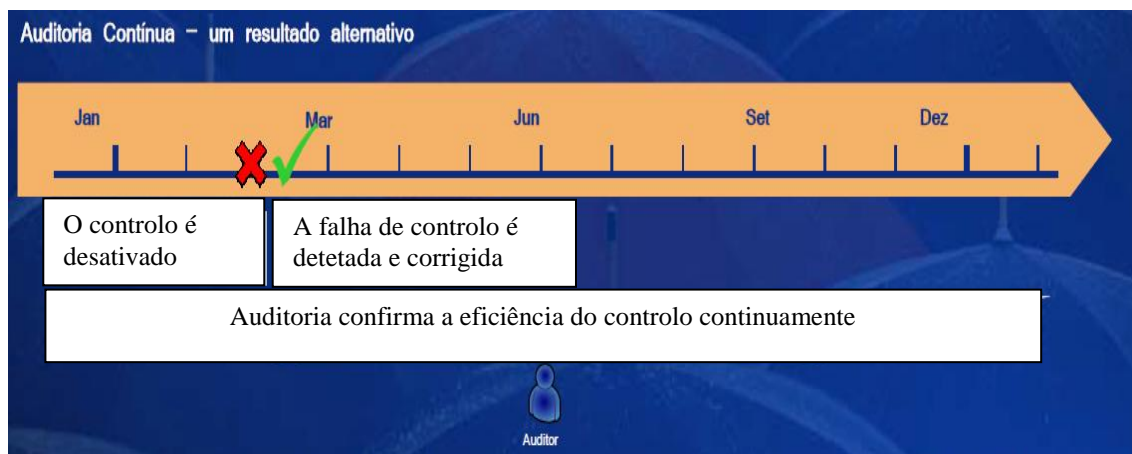 Auditoria Contínua - um resultado alternativo
Jan Mar Jun Set Dez
O controlo é
desativado
A falha de controlo é
detetada e corrigida
Auditoria confirma a eficiência do controlo continuamente
Auditor